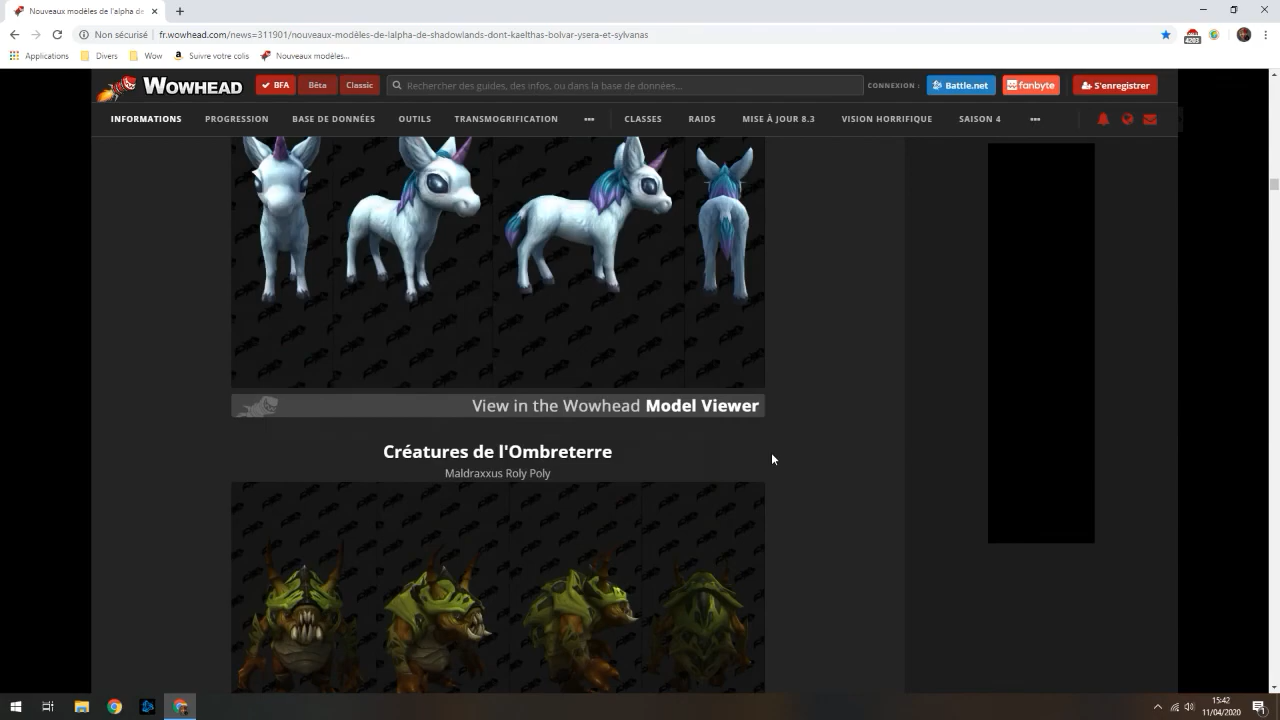 Nouveaux modèles de l'alpha de
Non sécurisé
fr.wowhead.com/news=311901/nouveaux-modèles-de-lalpha-de-shadowlands-dont-kaelthas-bolvar-ysera-et-sylvanas
4285
Applications
Divers
Wow
Suivre votre colis
Nouveaux modèles...
WOWHEAD
BFA
Bêta
Classic
Rechercher des guides, des infos, ou dans la base de données...
CONNEXION :
Battle.net
fanbyte
S'enregistrer
INFORMATIONS
PROGRESSION
BASE DE DONNÉES
OUTILS
TRANSMOGRIFICATION
CLASSES
RAIDS
MISE À JOUR 8.3
VISION HORRIFIQUE
SAISON 4
View in the Wowhead Model Viewer
Créatures de l'Ombreterre
Maldraxxus Roly Poly
15:42
11/04/2020
1